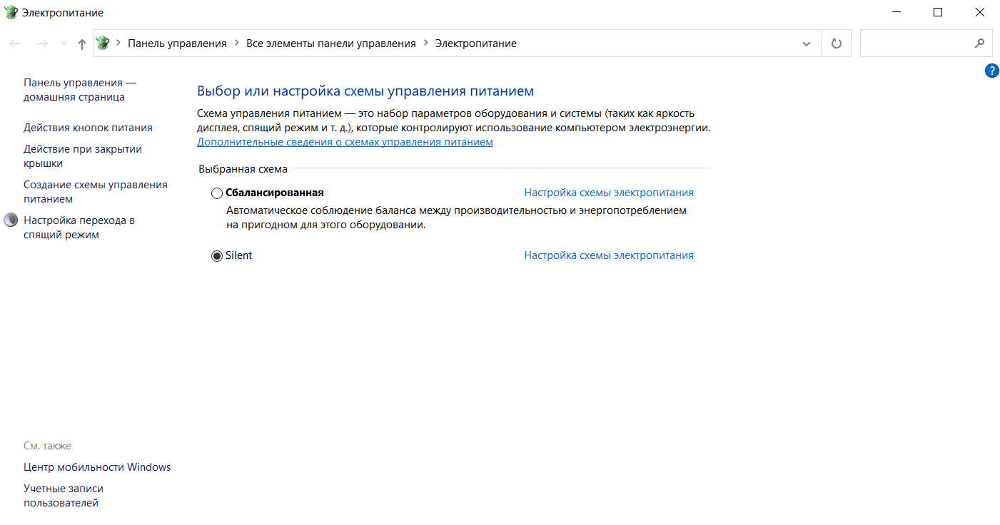 Электропитание
Панель управления
Все элементы панели управления
Электропитание
?
Панель управления —
домашняя страница
Действия кнопок питания
Действие при закрытии
крышки
Создание схемы управления
питанием
Настройка перехода в
спящий режим
Выбор или настройка схемы управления питанием
Схема управления питанием — это набор параметров оборудования и системы (таких как яркость
дисплея, спящий режим и т. д.), которые контролируют использование компьютером электроэнергии.
Дополнительные сведения о схемах управления питанием
Выбранная схема
Сбалансированная
Настройка схемы электропитания
Автоматическое соблюдение баланса между производительностью и энергопотреблением
на пригодном для этого оборудовании.
Silent
Настройка схемы электропитания
См. также
Центр мобильности Windows
Учетные записи
пользователей